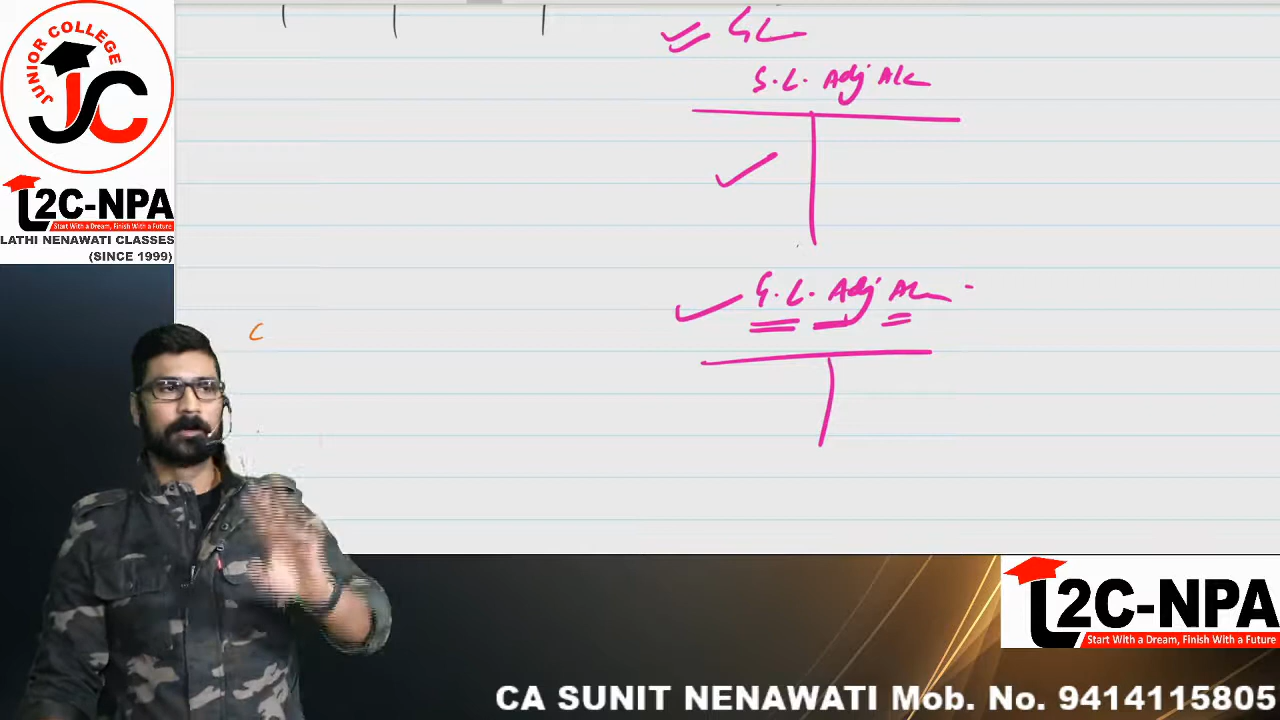 JUNIOR COLLEGE
JC
L2C-NPA
Start With a Dream, Finish With a Future
LATHI NENAWATI CLASSES
(SINCE 1999)
GL
S.L. Adj A/c
G.L. Adj A/c
C
L2C-NPA
Start With a Dream, Finish With a Future
CA SUNIT NENAWATI Mob. No. 9414115805